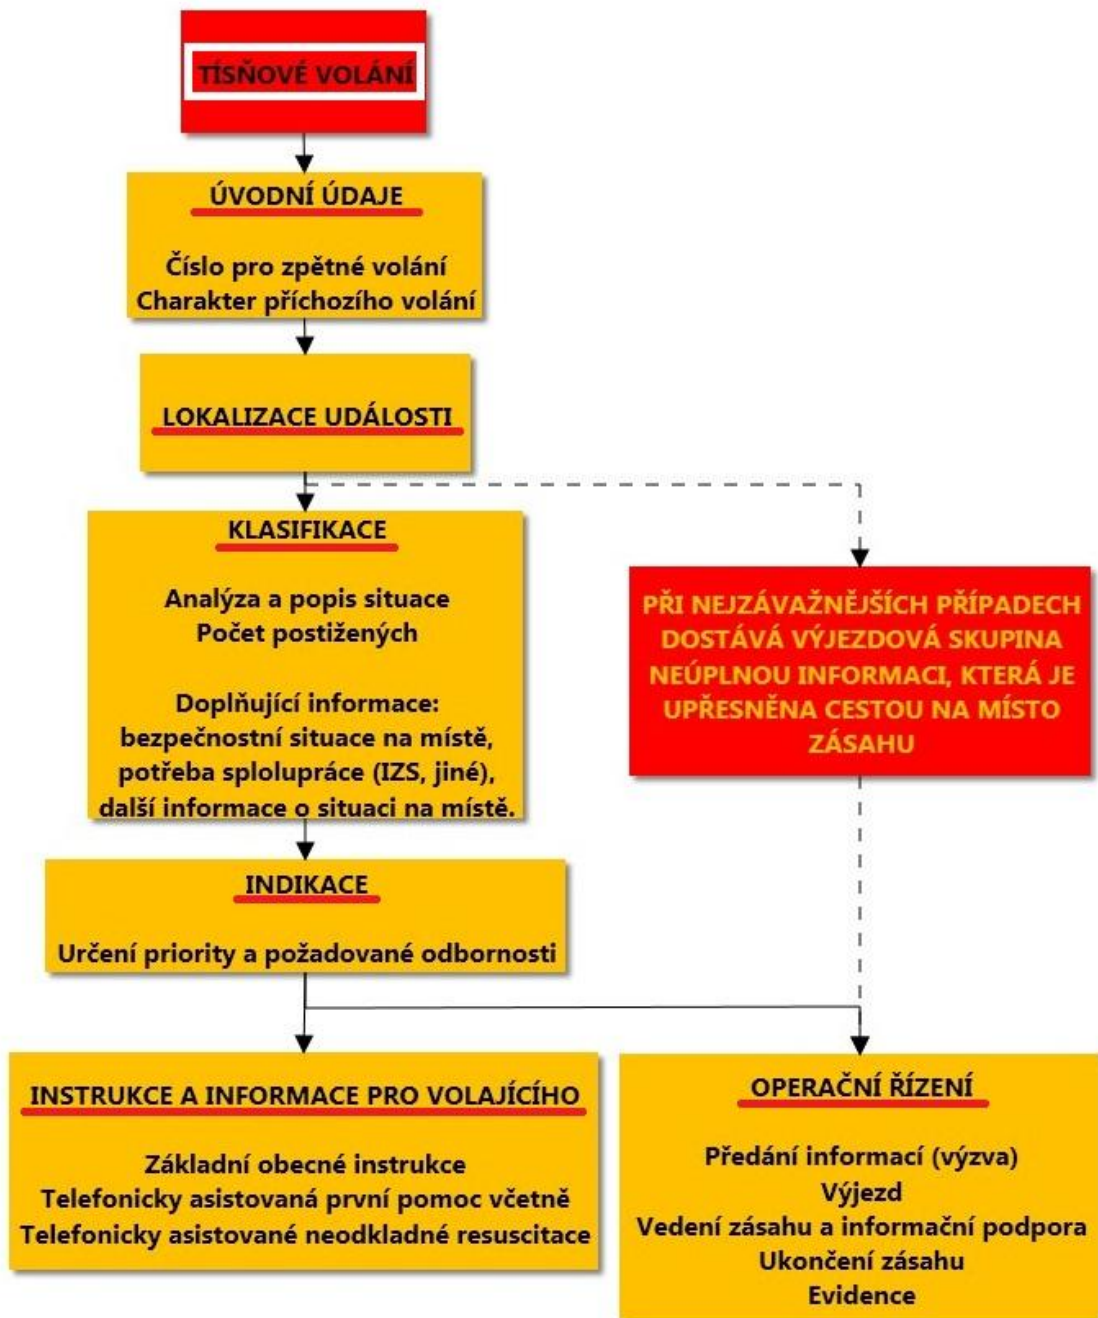 TÍSŇOVÉ VOLÁNÍ
ÚVODNÍ ÚDAJE
Číslo pro zpětné volání
Charakter příchozího volání
LOKALIZACE UDÁLOSTI
KLASIFIKACE
Analýza a popis situace
Počet postižených
Doplňující informace:
bezpečnostní situace na místě,
potřeba splolupráce (IZS, jiné),
další informace o situaci na místě.
PŘI NEJZÁVAŽNĚJŠÍCH PŘÍPADECH
DOSTÁVÁ VÝJEZDOVÁ SKUPINA
NEÚPLNOU INFORMACI, KTERÁ JE
UPŘESNĚNA CESTOU NA MÍSTO
ZÁSAHU
INDIKACE
Určení priority a požadované odbornosti
INSTRUKCE A INFORMACE PRO VOLAJÍCÍHO
Základní obecné instrukce
Telefonicky asistovaná první pomoc včetně
Telefonicky asistované neodkladné resuscitace
OPERAČNÍ ŘÍZENÍ
Předání informací (výzva)
Výjezd
Vedení zásahu a informační podpora
Ukončení zásahu
Evidence